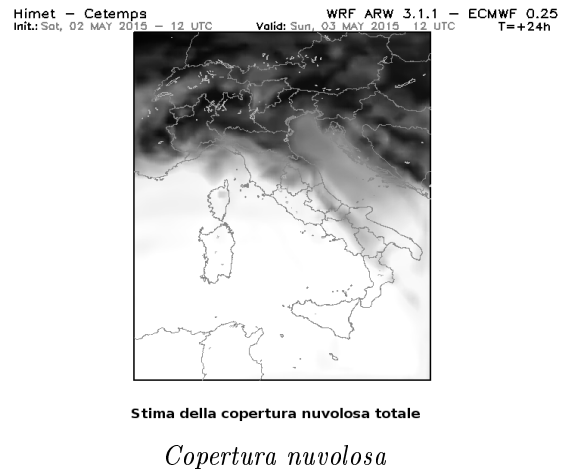 Himet – Cetemps WRF ARW 3.1.1 – ECMWF 0.25
Init.: Sat, 02 MAY 2015 – 12 UTC Valid: Sun, 03 MAY 2015 12 UTC T=+24h
Stima della copertura nuvolosa totale
Copertura nuvolosa